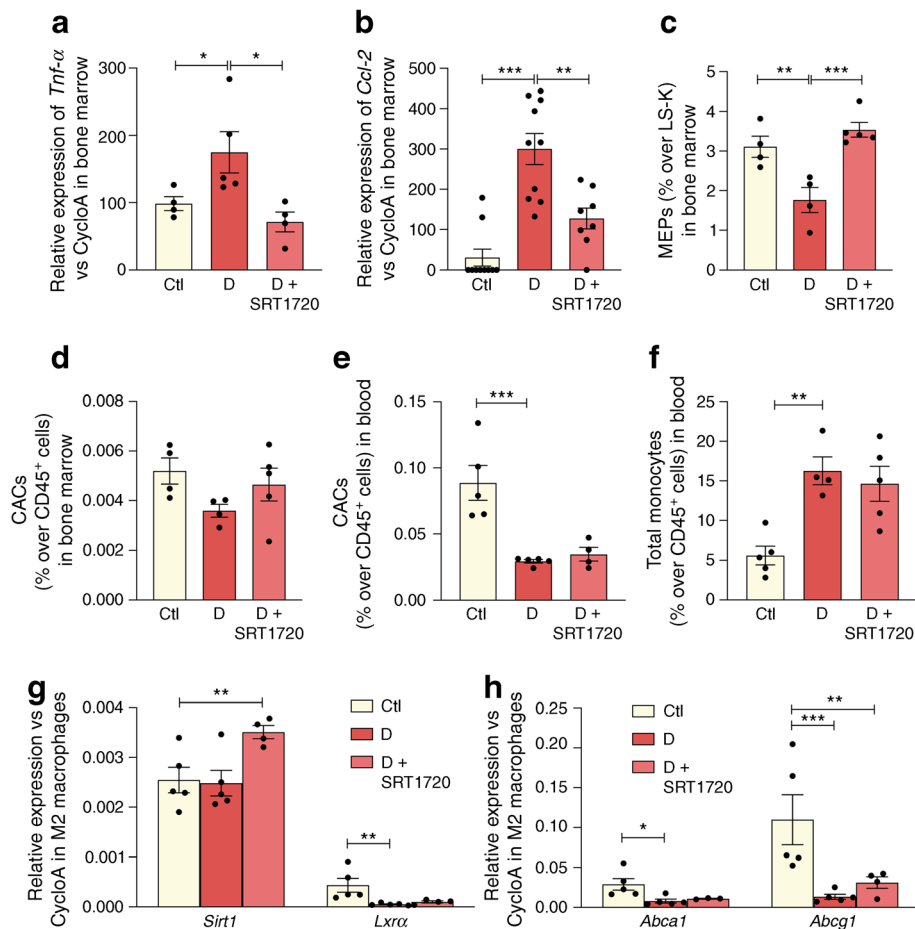 a
Relative expression of Tnf-α
vs CycloA in bone marrow
300
200
100
0
*
*
Ctl
D
D +
SRT1720
b
Relative expression of Ccl-2
vs CycloA in bone marrow
500
400
300
200
100
0
***
**
Ctl
D
D +
SRT1720
c
MEPs (% over LS-K)
in bone marrow
5
4
3
2
1
0
**
***
Ctl
D
D +
SRT1720
d
CACs
(% over CD45+ cells)
in bone marrow
0.008
0.006
0.004
0.002
0.000
Ctl
D
D +
SRT1720
e
CACs
(% over CD45+ cells) in blood
0.15
0.10
0.05
0.00
***
Ctl
D
D +
SRT1720
f
Total monocytes
(% over CD45+ cells) in blood
25
20
15
10
5
0
**
Ctl
D
D +
SRT1720
g
Relative expression vs
CycloA in M2 macrophages
0.004
0.003
0.002
0.001
0.000
**
**
Ctl
D
D +
SRT1720
Sirt1
Lxrα
h
Relative expression vs
CycloA in M2 macrophages
0.25
0.20
0.15
0.10
0.05
0.00
Ctl
D
D +
SRT1720
*
**
***
Abca1
Abcg1